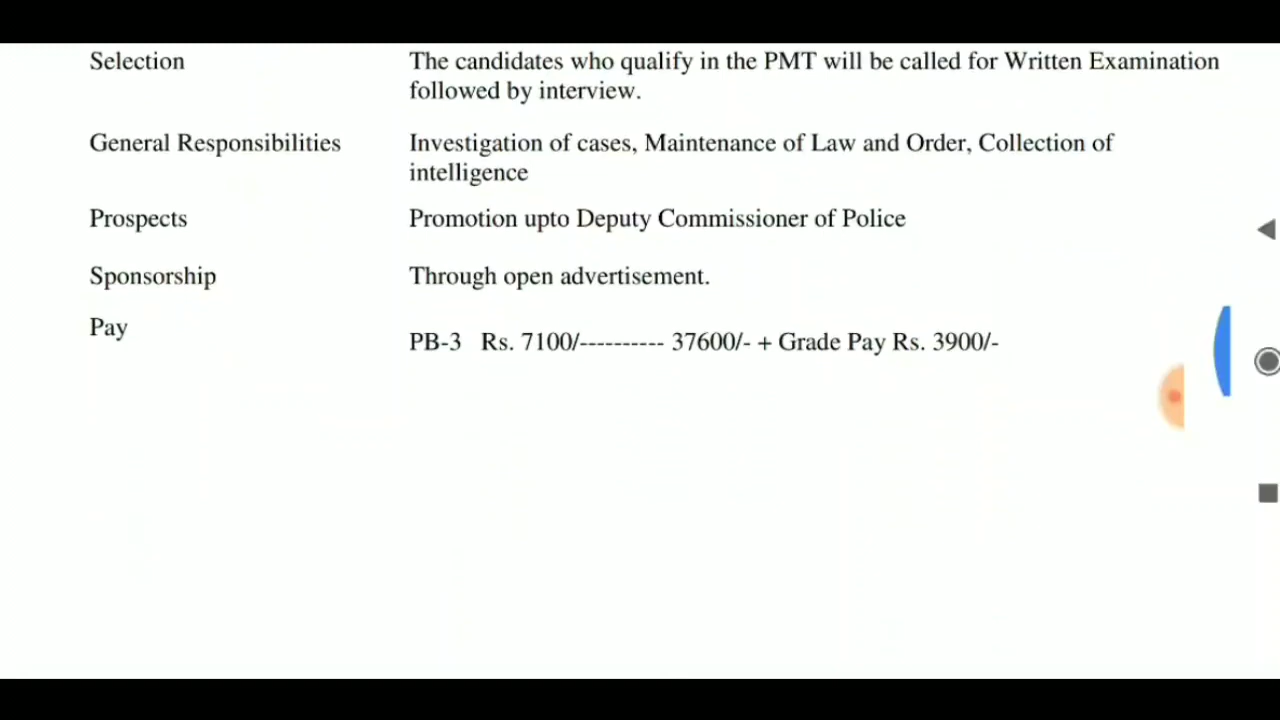 Selection The candidates who qualify in the PMT will be called for Written Examination
followed by interview.
General Responsibilities Investigation of cases, Maintenance of Law and Order, Collection of
intelligence
Prospects Promotion upto Deputy Commissioner of Police
Sponsorship Through open advertisement.
Pay
PB-3 Rs. 7100/---------- 37600/- + Grade Pay Rs. 3900/-